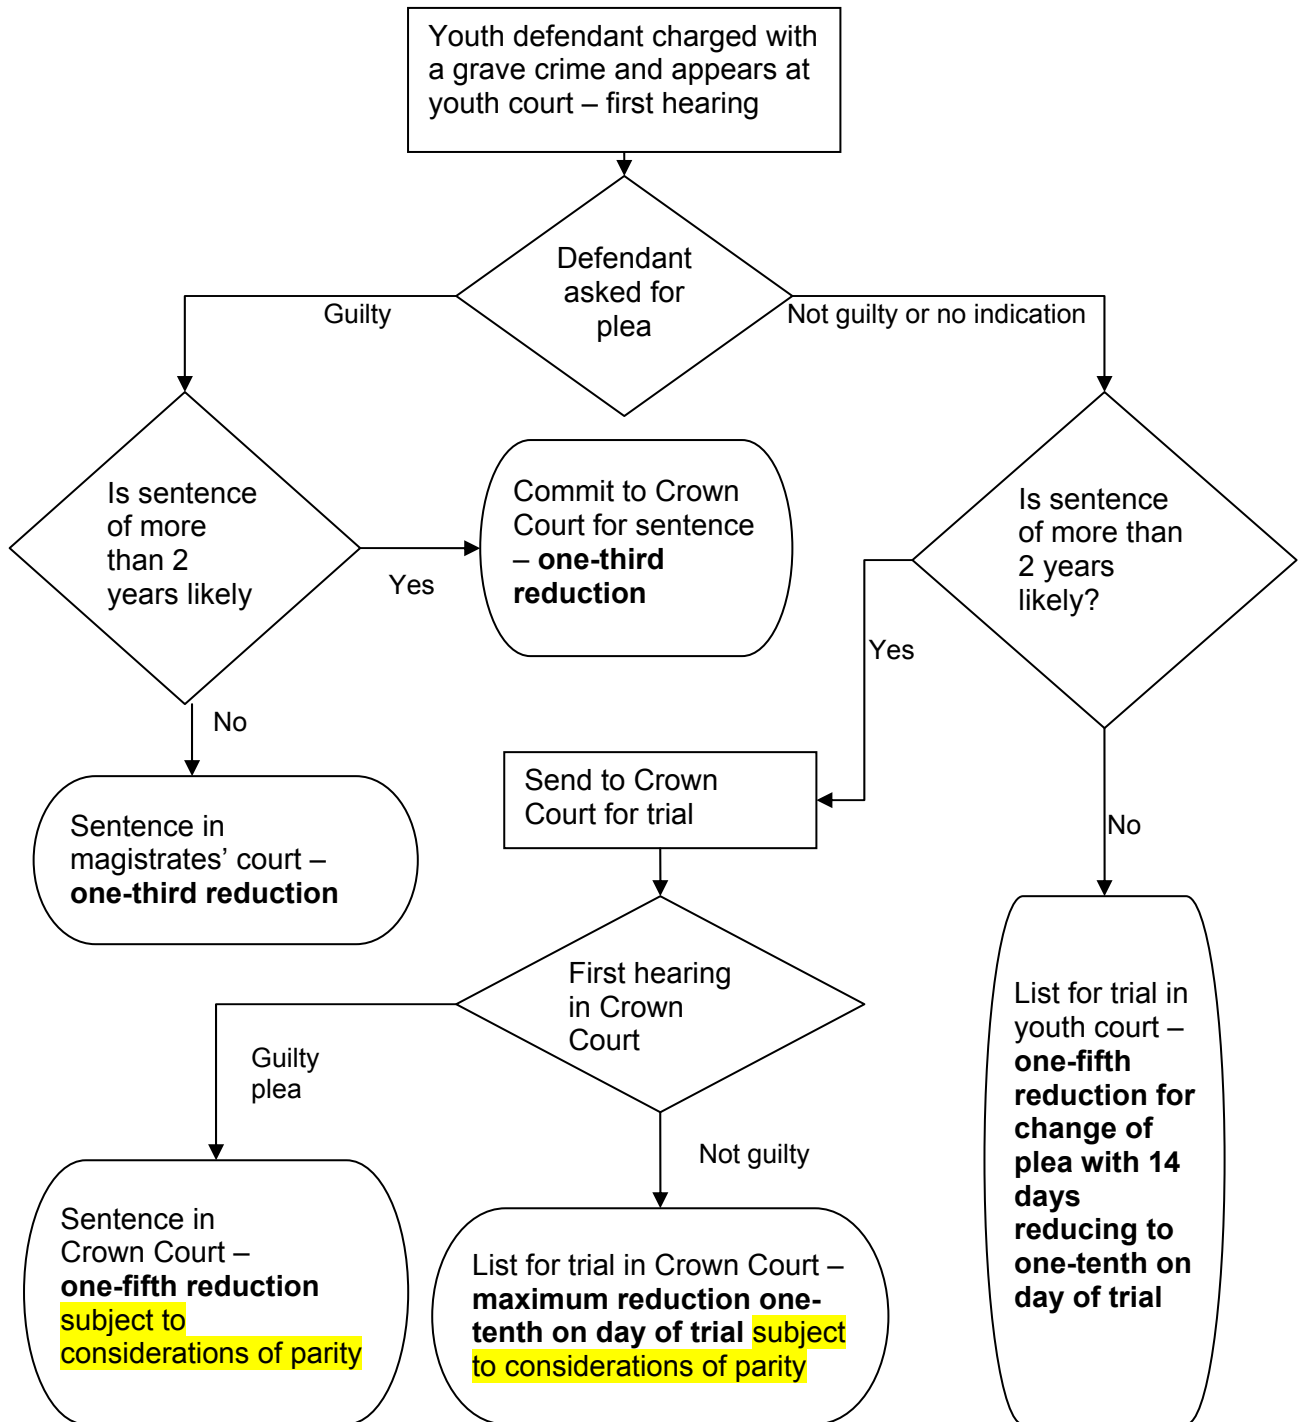 Youth defendant charged with
a grave crime and appears at
youth court – first hearing
Defendant
asked for
plea
Guilty
Not guilty or no indication
Is sentence
of more
than 2
years likely
Yes
Commit to Crown
Court for sentence
– one-third
reduction
Is sentence
of more than
2 years
likely?
Yes
No
No
Sentence in
magistrates’ court –
one-third reduction
Send to Crown
Court for trial
First hearing
in Crown
Court
Guilty
plea
Not guilty
Sentence in
Crown Court –
one-fifth reduction
subject to
considerations of parity
List for trial in Crown Court –
maximum reduction one-
tenth on day of trial subject
to considerations of parity
List for trial in
youth court –
one-fifth
reduction for
change of
plea with 14
days
reducing to
one-tenth on
day of trial